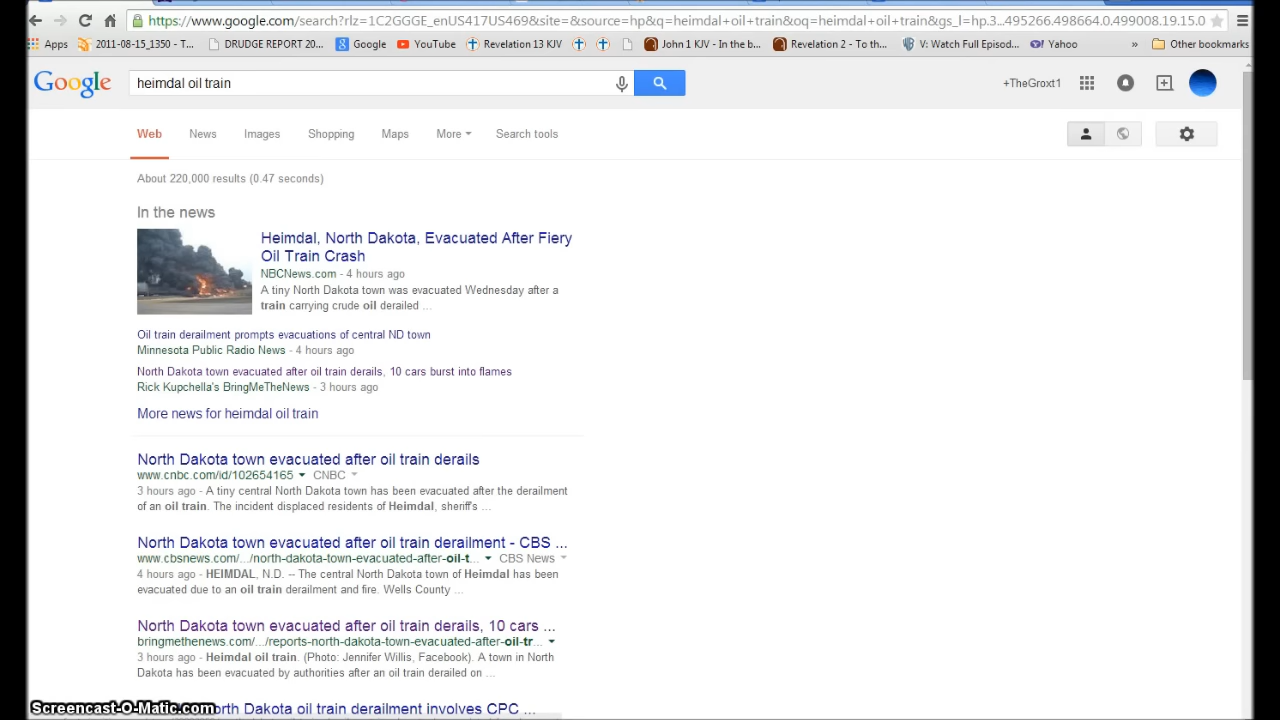 https://www.google.com/search?rlz=1C2GGGE_enUS417US469&site=&source=hp&q=heimdal+oil+train&oq=heimdal+oil+train&gs_l=hp.3...495266.498664.0.499008.19.15.0
Apps 2011-08-15_1350 - T... DRUDGE REPORT 20... Google YouTube Revelation 13 KJV John 1 KJV - In the b... Revelation 2 - To th... V: Watch Full Episod... Yahoo » Other bookmarks
Google heimdal oil train +TheGroxt1
Web News Images Shopping Maps More Search tools
About 220,000 results (0.47 seconds)
In the news
Heimdal, North Dakota, Evacuated After Fiery
Oil Train Crash
NBCNews.com - 4 hours ago
A tiny North Dakota town was evacuated Wednesday after a
train carrying crude oil derailed ...
Oil train derailment prompts evacuations of central ND town
Minnesota Public Radio News - 4 hours ago
North Dakota town evacuated after oil train derails, 10 cars burst into flames
Rick Kupchella's BringMeTheNews - 3 hours ago
More news for heimdal oil train
North Dakota town evacuated after oil train derails
www.cnbc.com/id/102654165 CNBC
3 hours ago - A tiny central North Dakota town has been evacuated after the derailment
of an oil train. The incident displaced residents of Heimdal, sheriff's ...
North Dakota town evacuated after oil train derailment - CBS ...
www.cbsnews.com/.../north-dakota-town-evacuated-after-oil-t... CBS News
4 hours ago - HEIMDAL, N.D. -- The central North Dakota town of Heimdal has been
evacuated due to an oil train derailment and fire. Wells County ...
North Dakota town evacuated after oil train derails, 10 cars ...
bringmethenews.com/.../reports-north-dakota-town-evacuated-after-oil-tr...
3 hours ago - Heimdal oil train. (Photo: Jennifer Willis, Facebook). A town in North
Dakota has been evacuated by authorities after an oil train derailed on ...
Screencast-O-Matic.com
Dakota oil train derailment involves CPC ...